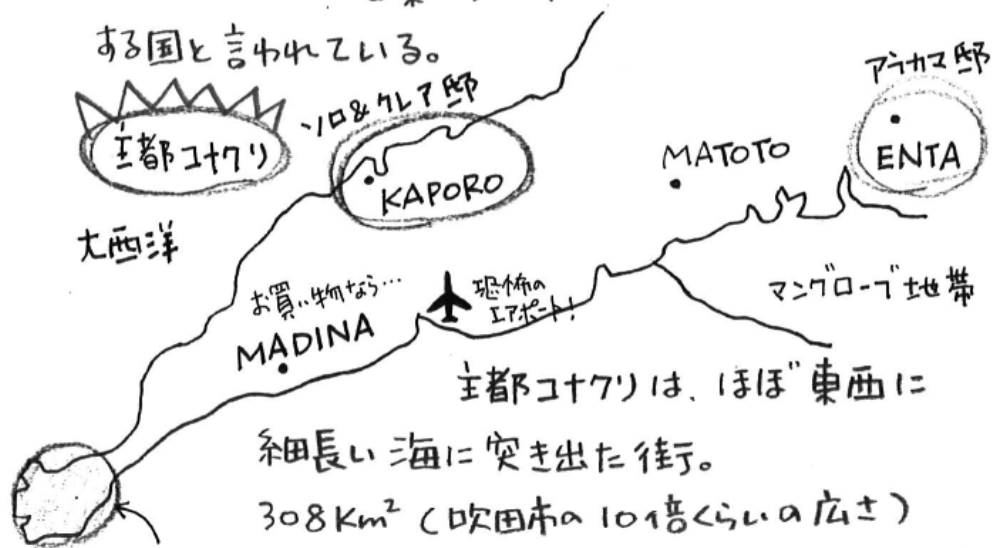 する国と言われている。
主都コナクリ
ソロ&クレア邸
KAPORO
MATOTO
アラカマ邸
ENTA
大西洋
お買い物なら…
MADINA
恐怖の
エアポート!
マングローブ地帯
主都コナクリは、ほぼ東西に
細長い海に突き出た街。
308Km² (吹田市の10倍くらいの広さ)